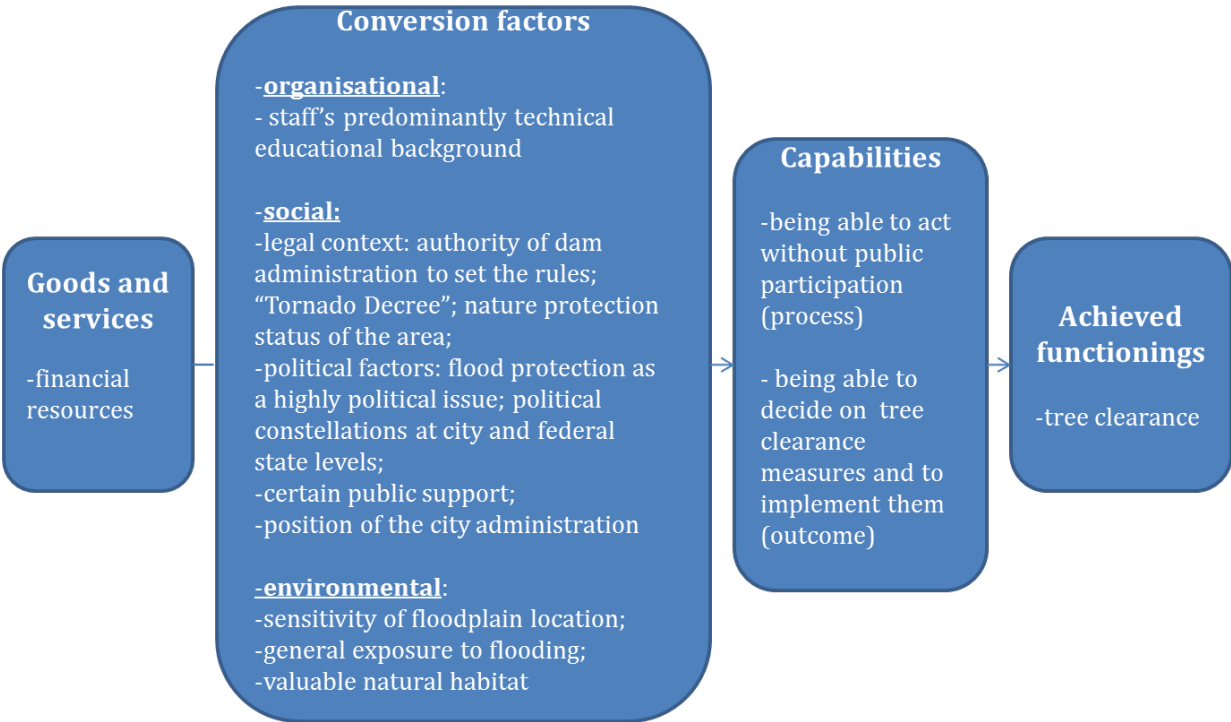 Goods and
services
-financial
resources
Conversion factors
-organisational:
- staff’s predominantly technical
educational background
-social:
-legal context: authority of dam
administration to set the rules;
“Tornado Decree”; nature protection
status of the area;
-political factors: flood protection as
a highly political issue; political
constellations at city and federal
state levels;
-certain public support;
-position of the city administration
-environmental:
-sensitivity of floodplain location;
-general exposure to flooding;
-valuable natural habitat
Capabilities
-being able to act
without public
participation
(process)
- being able to
decide on  tree
clearance
measures and to
implement them
(outcome)
Achieved
functionings
-tree clearance